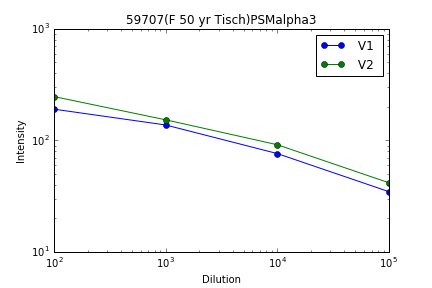 59707(F 50 yr Tisch)PSMalpha3
10^3
V1
V2
Intensity
10^2
10^1
10^2 10^3 10^4 10^5
Dilution